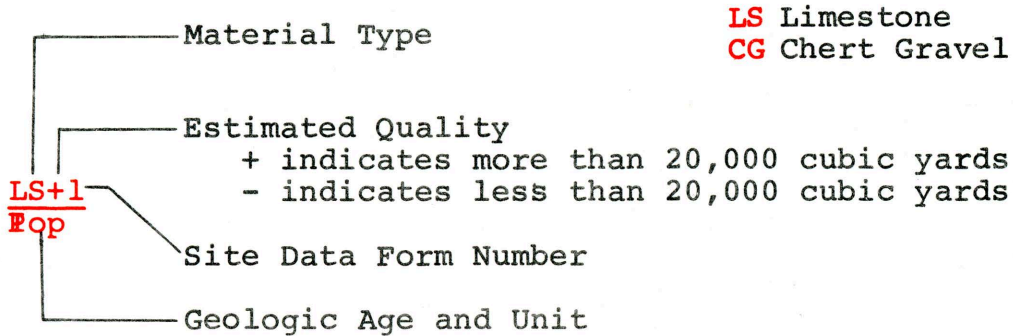 Material Type
LS Limestone
CG Chert Gravel
Estimated Quality
+ indicates more than 20,000 cubic yards
- indicates less than 20,000 cubic yards
LS+1
Site Data Form Number
Geologic Age and Unit